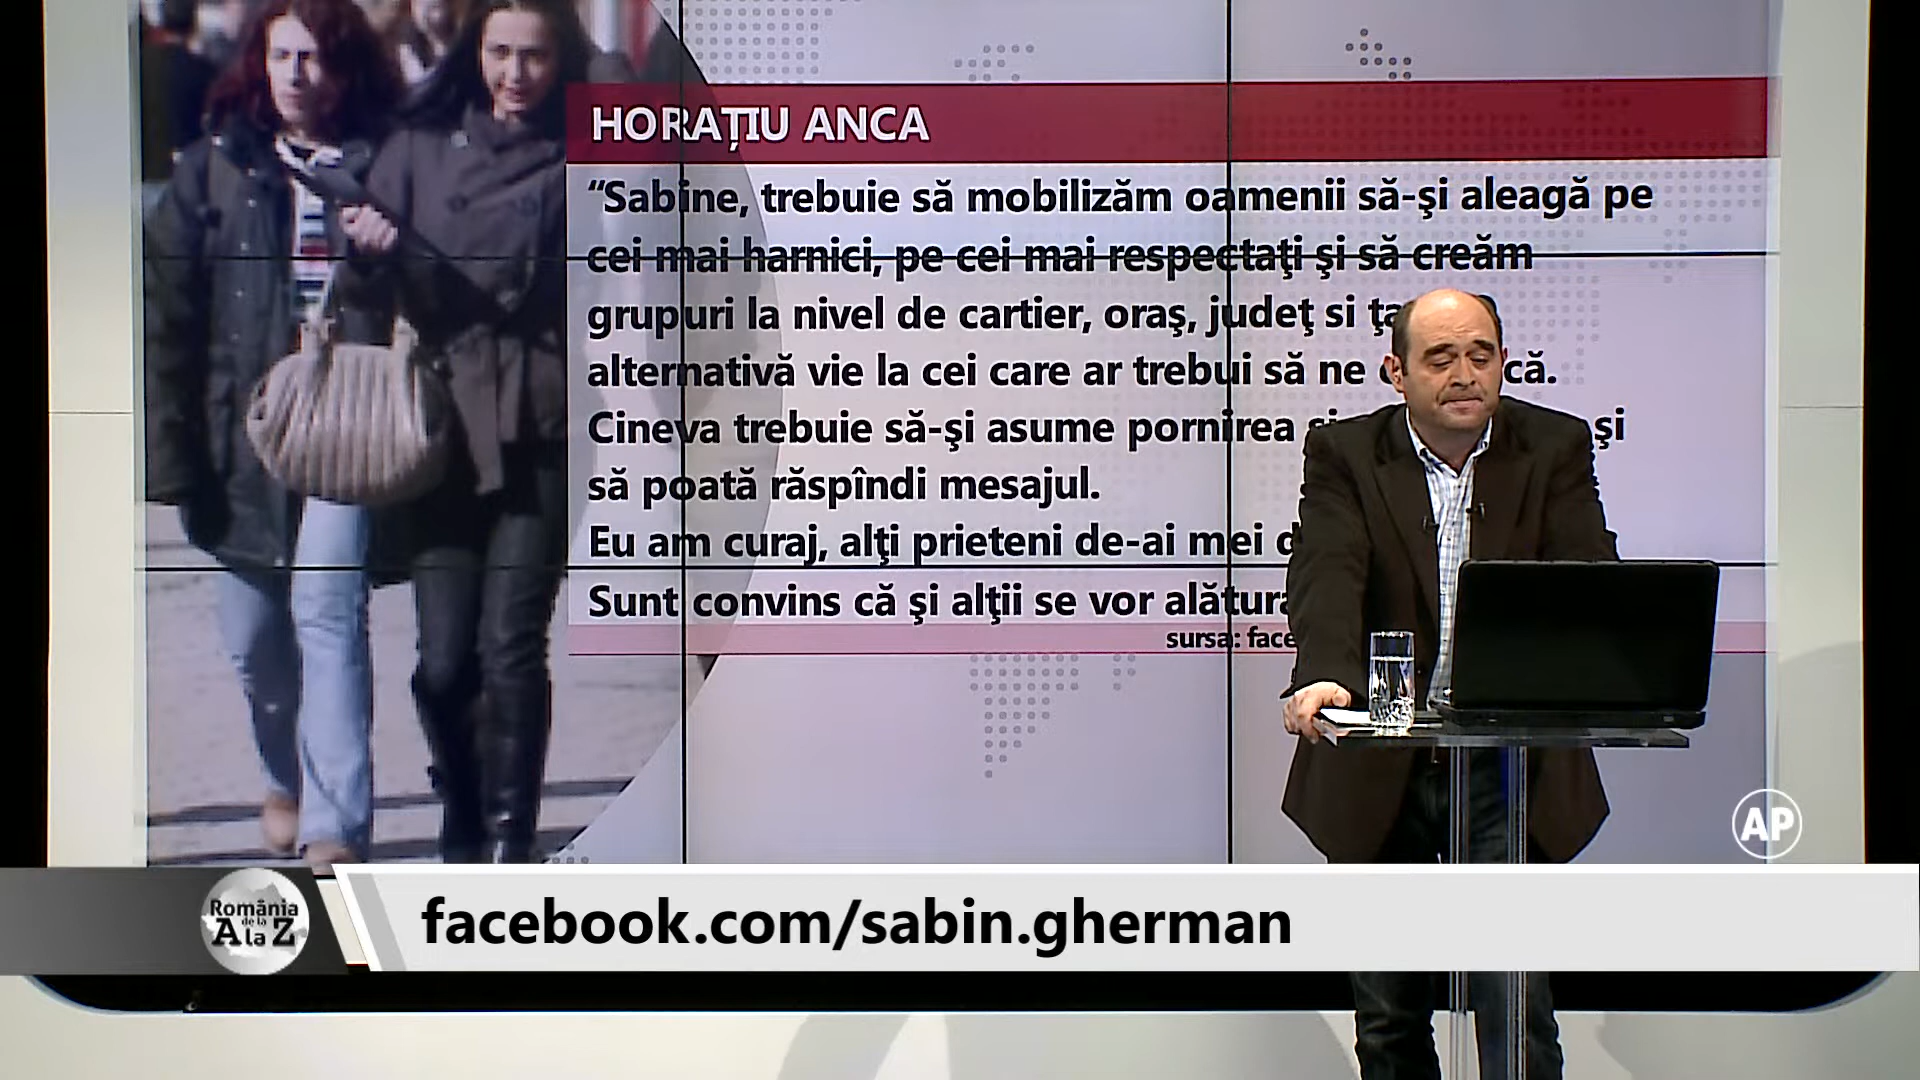 HORAȚIU ANCA
“Sabine, trebuie să mobilizăm oamenii să-şi aleagă pe
cei mai harnici, pe cei mai respectaţi şi să creăm
grupuri la nivel de cartier, oraş, judeţ si
alternativă vie la cei care ar trebui să ne
Cineva trebuie să-şi asume pornirea şi
să poată răspîndi mesajul.
Eu am curaj, alţi prieteni de-ai mei
Sunt convins că şi alţii se vor
sursa:
AP
România
de la
A la Z
facebook.com/sabin.gherman